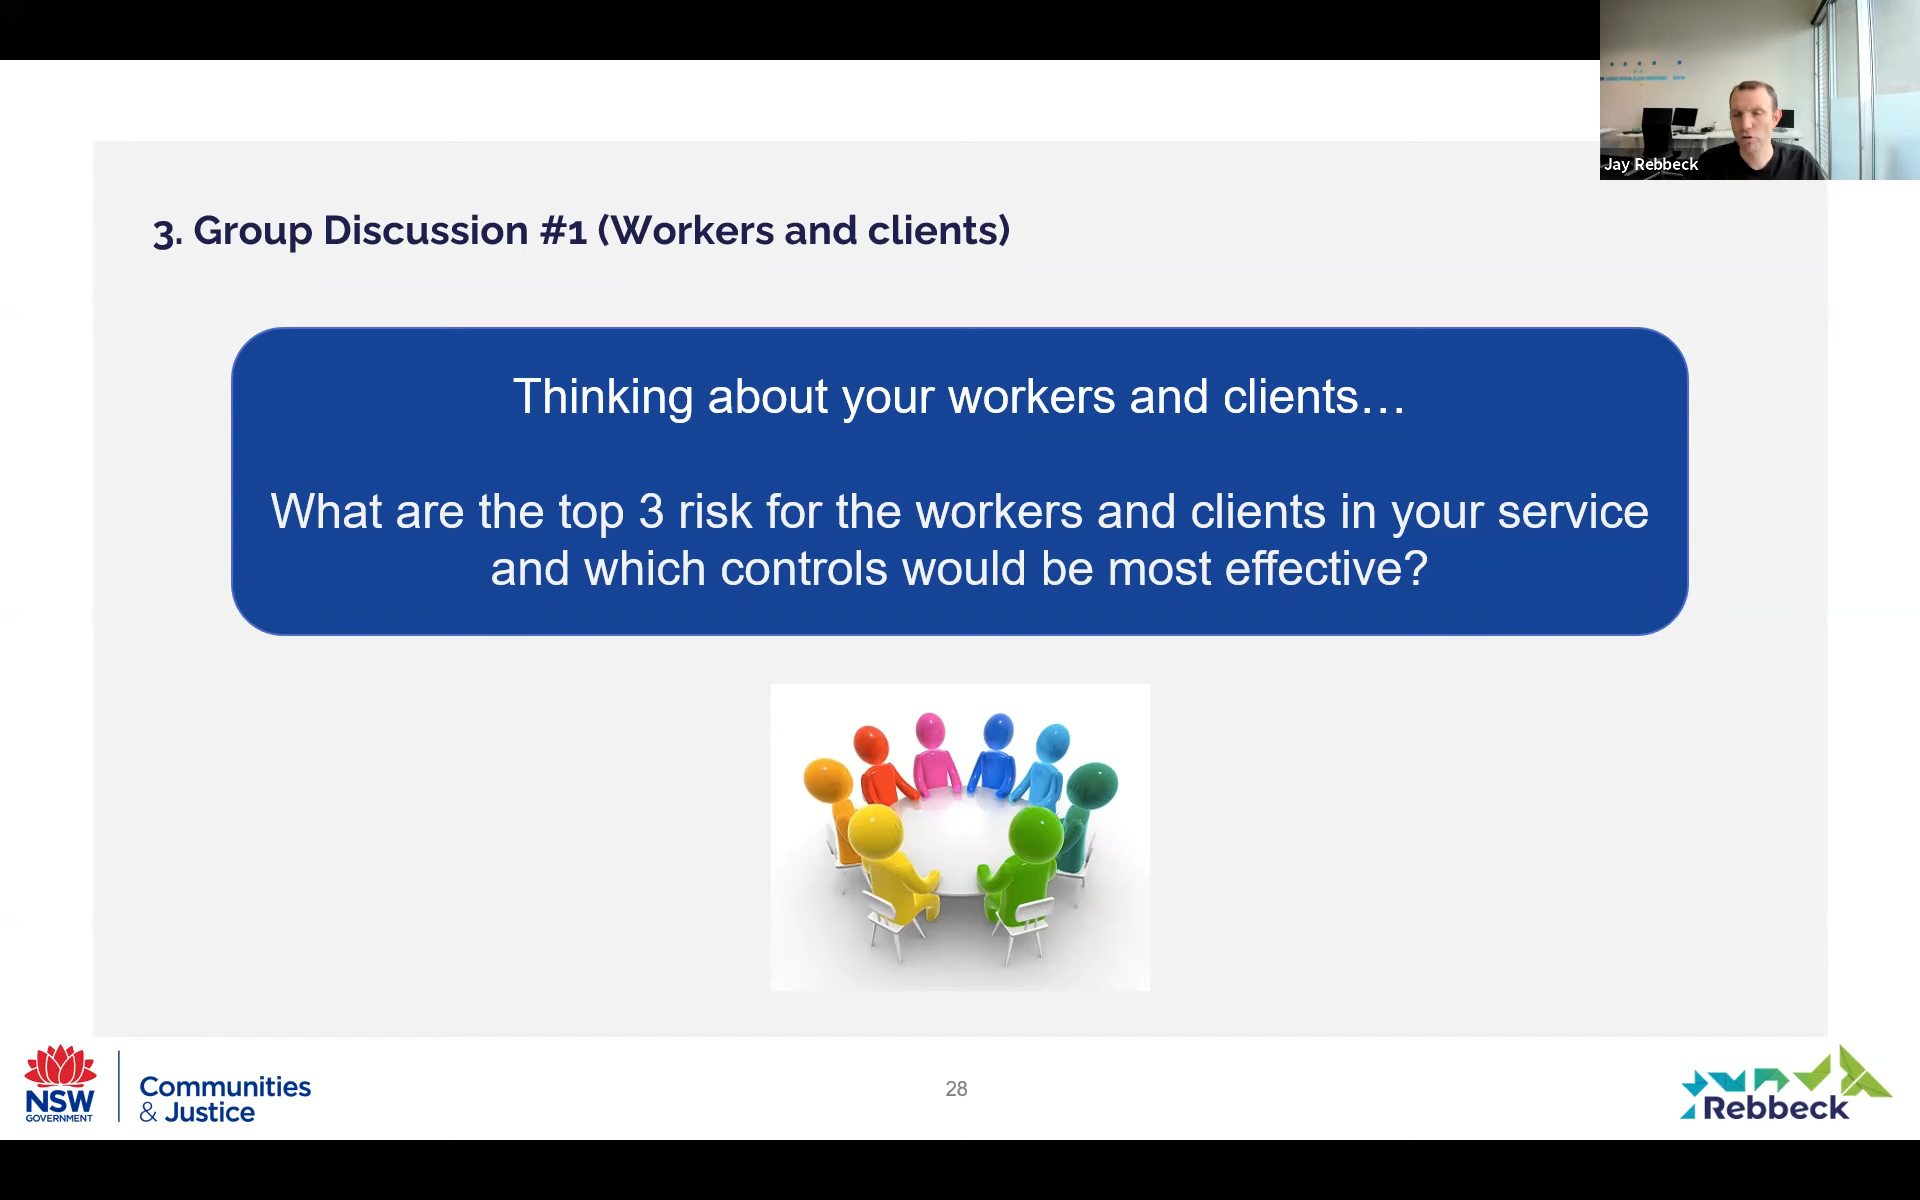 Jay Rebbeck
3. Group Discussion #1 (Workers and clients)
Thinking about your workers and clients…
What are the top 3 risk for the workers and clients in your service
and which controls would be most effective?
NSW
GOVERNMENT
Communities
& Justice
28
Rebbeck